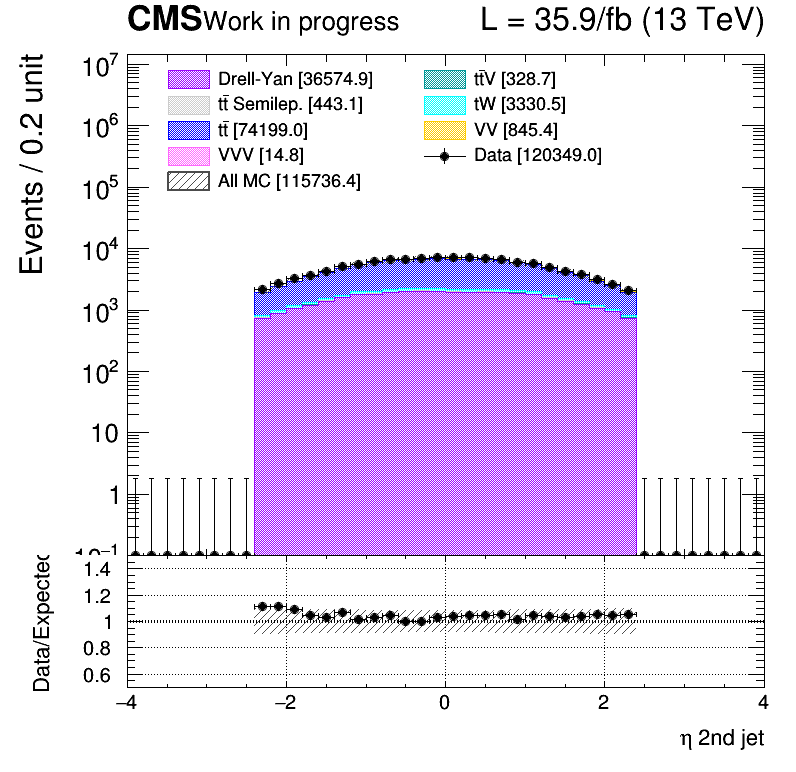 CMS Work in progress L = 35.9/fb (13 TeV)
Events / 0.2 unit
10⁷
10⁶
10⁵
10⁴
10³
10²
10
1
10⁻¹
Drell-Yan [36574.9]
tt̄ Semilep. [443.1]
tt̄ [74199.0]
VVV [14.8]
All MC [115736.4]
tt̄V [328.7]
tW [3330.5]
VV [845.4]
Data [120349.0]
Data/Expected
1.4
1.2
1
0.8
0.6
−4 −2 0 2 4
η 2nd jet